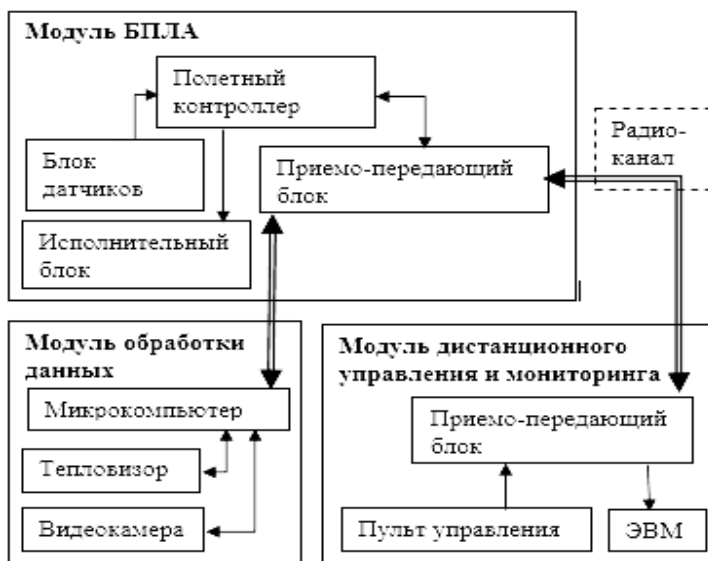 Модуль БПЛА
Полетный
контроллер
Блок
датчиков
Приемо-передающий
блок
Исполнительный
блок
Радио-
канал
Модуль обработки
данных
Микрокомпьютер
Тепловизор
Видеокамера
Модуль дистанционного
управления и мониторинга
Приемо-передающий
блок
Пульт управления
ЭВМ